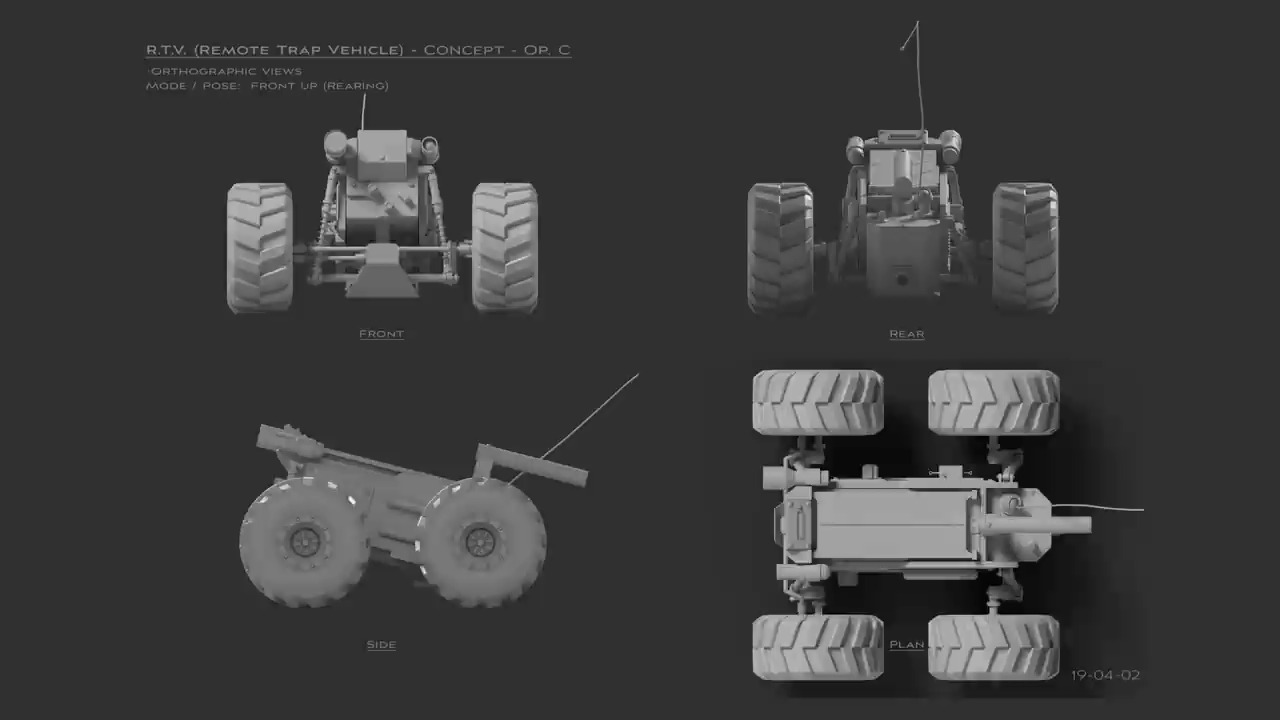 R.T.V. (Remote Trap Vehicle) - Concept - Op. C
-Orthographic Views
Mode / Pose: Front Up (Rearing)
Front
Rear
Side
Plan
19-04-02